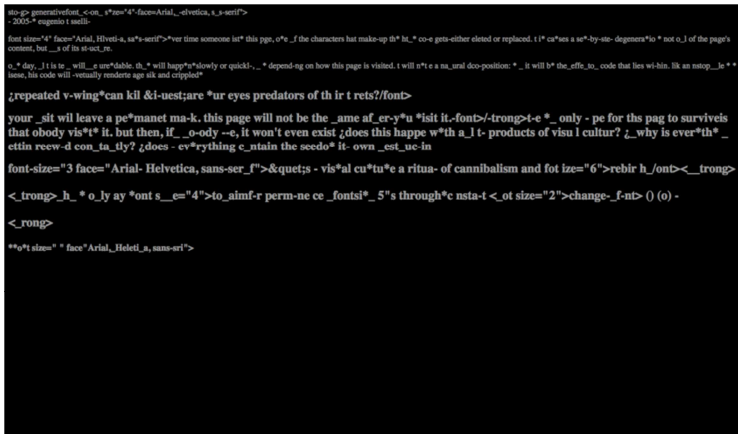 sto-g> generativefont_<-on_ s*ze="4"-face=Arial,_-elvetica, s_s-serif">
- 2005-* eugenio t sselli-
font size="4" face="Arial, Hlveti-a, sa*s-serif">*ver time someone ist* this pge, o*e _f the characters hat make-up th* ht_* co-e gets-either eleted or replaced. t i* ca*ses a se*-by-ste- degenera*io * not o_l of the page's
content, but __s of its st-uct_re.
o_* day, _l t is te _ will__e ure*dable. th_* will happ*n*slowly or quickl-, _ * depend-ng on how this page is visited. t will n*t e a na_ural dco-position: * _ it will b* the_effe_to_ code that lies wi-hin. lik an nstop__le * *
isese, his code will -vetually renderte age sik and crippled*
¿repeated v-wing*can kil &i-uest;are *ur eyes predators of th ir t rets?/font>
your _sit wil leave a pe*manet ma-k. this page will not be the _ame af_er-y*u *isit it.-font>/-trong>t-e *_ only - pe for ths pag to surviveis
that obody vis*t* it. but then, if_ _o-ody --e, it won't even exist ¿does this happe w*th a_l t- products of visu l cultur? ¿_why is ever*th* _
ettin reew-d con_ta_tly? ¿does - ev*rything c_ntain the seedo* it- own _est_uc-in
font-size="3 face="Arial- Helvetica, sans-ser_f">&quet;s - vis*al cu*tu*e a ritua- of cannibalism and fot ize="6">rebir h_/ont><__trong>
<_trong>_h_ * o_ly ay *ont s__e="4">to_aimf-r perm-ne ce _fontsi*_ 5"s through*c nsta-t <_ot size="2">change-_f-nt> () (o) -
<_rong>
**o*t size=" " face"Arial,_Heleti_a, sans-sri">